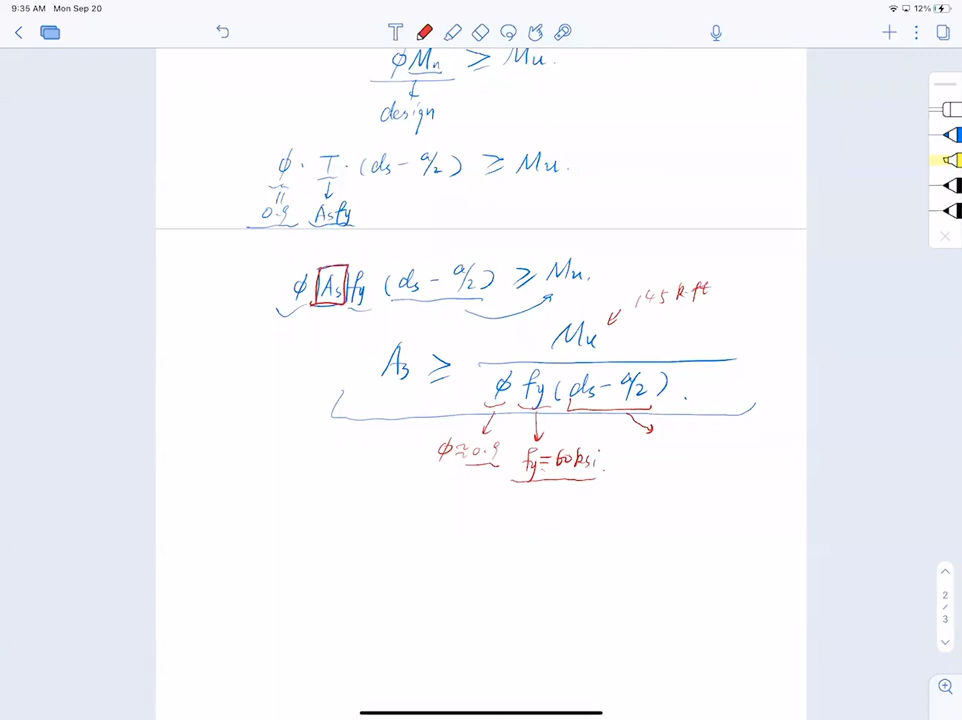 9:35 AM Mon Sep 20
12%
T
ϕMn ≥ Mu.
design
ϕ · T · (ds - a/2) ≥ Mu.
0.9 Asfy
ϕ As fy (ds - a/2) ≥ Mu.
145 k-ft
As ≥ Mu / ϕ fy (ds - a/2).
ϕ≈0.9 fy=60ksi.
2
/
3